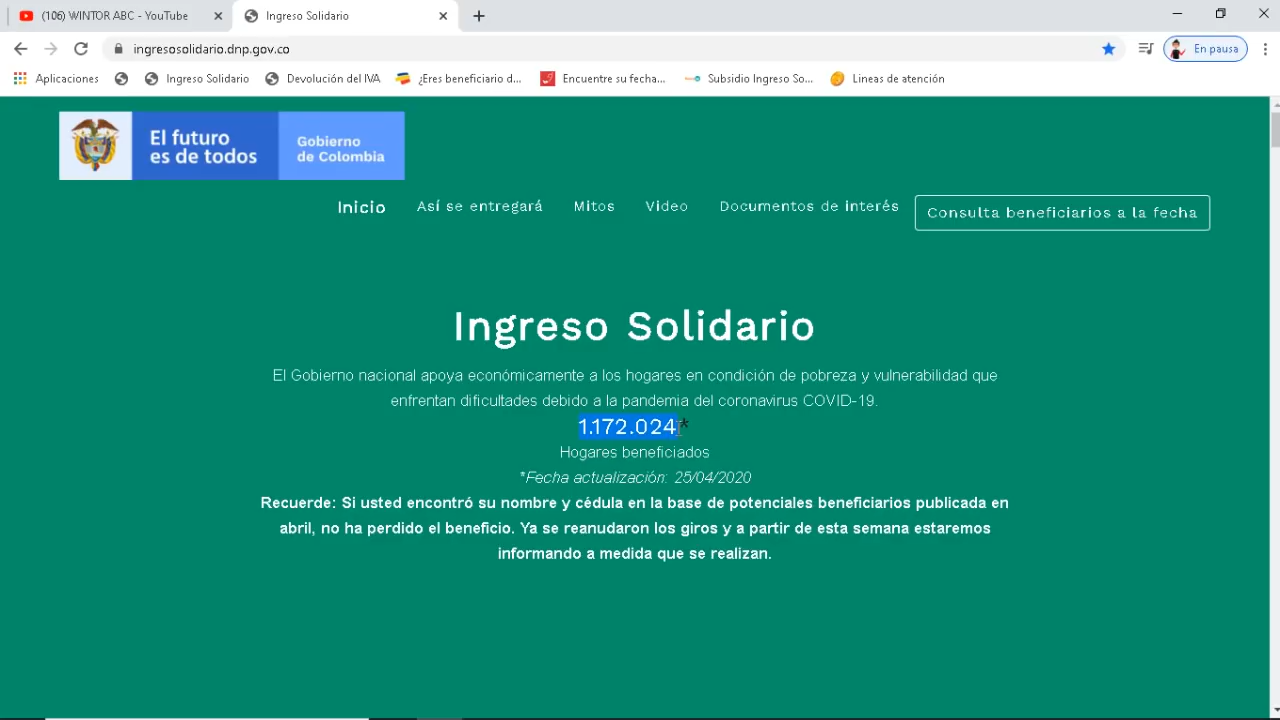 (106) WINTOR ABC - YouTube
Ingreso Solidario
ingresosolidario.dnp.gov.co
En pausa
Aplicaciones
Ingreso Solidario
Devolución del IVA
¿Eres beneficiario d...
Encuentre su fecha...
Subsidio Ingreso So...
Lineas de atención
El futuro
es de todos
Gobierno
de Colombia
Inicio
Así se entregará
Mitos
Video
Documentos de interés
Consulta beneficiarios a la fecha
Ingreso Solidario
El Gobierno nacional apoya económicamente a los hogares en condición de pobreza y vulnerabilidad que
enfrentan dificultades debido a la pandemia del coronavirus COVID-19.
1.172.024*
Hogares beneficiados
*Fecha actualización: 25/04/2020
Recuerde: Si usted encontró su nombre y cédula en la base de potenciales beneficiarios publicada en
abril, no ha perdido el beneficio. Ya se reanudaron los giros y a partir de esta semana estaremos
informando a medida que se realizan.